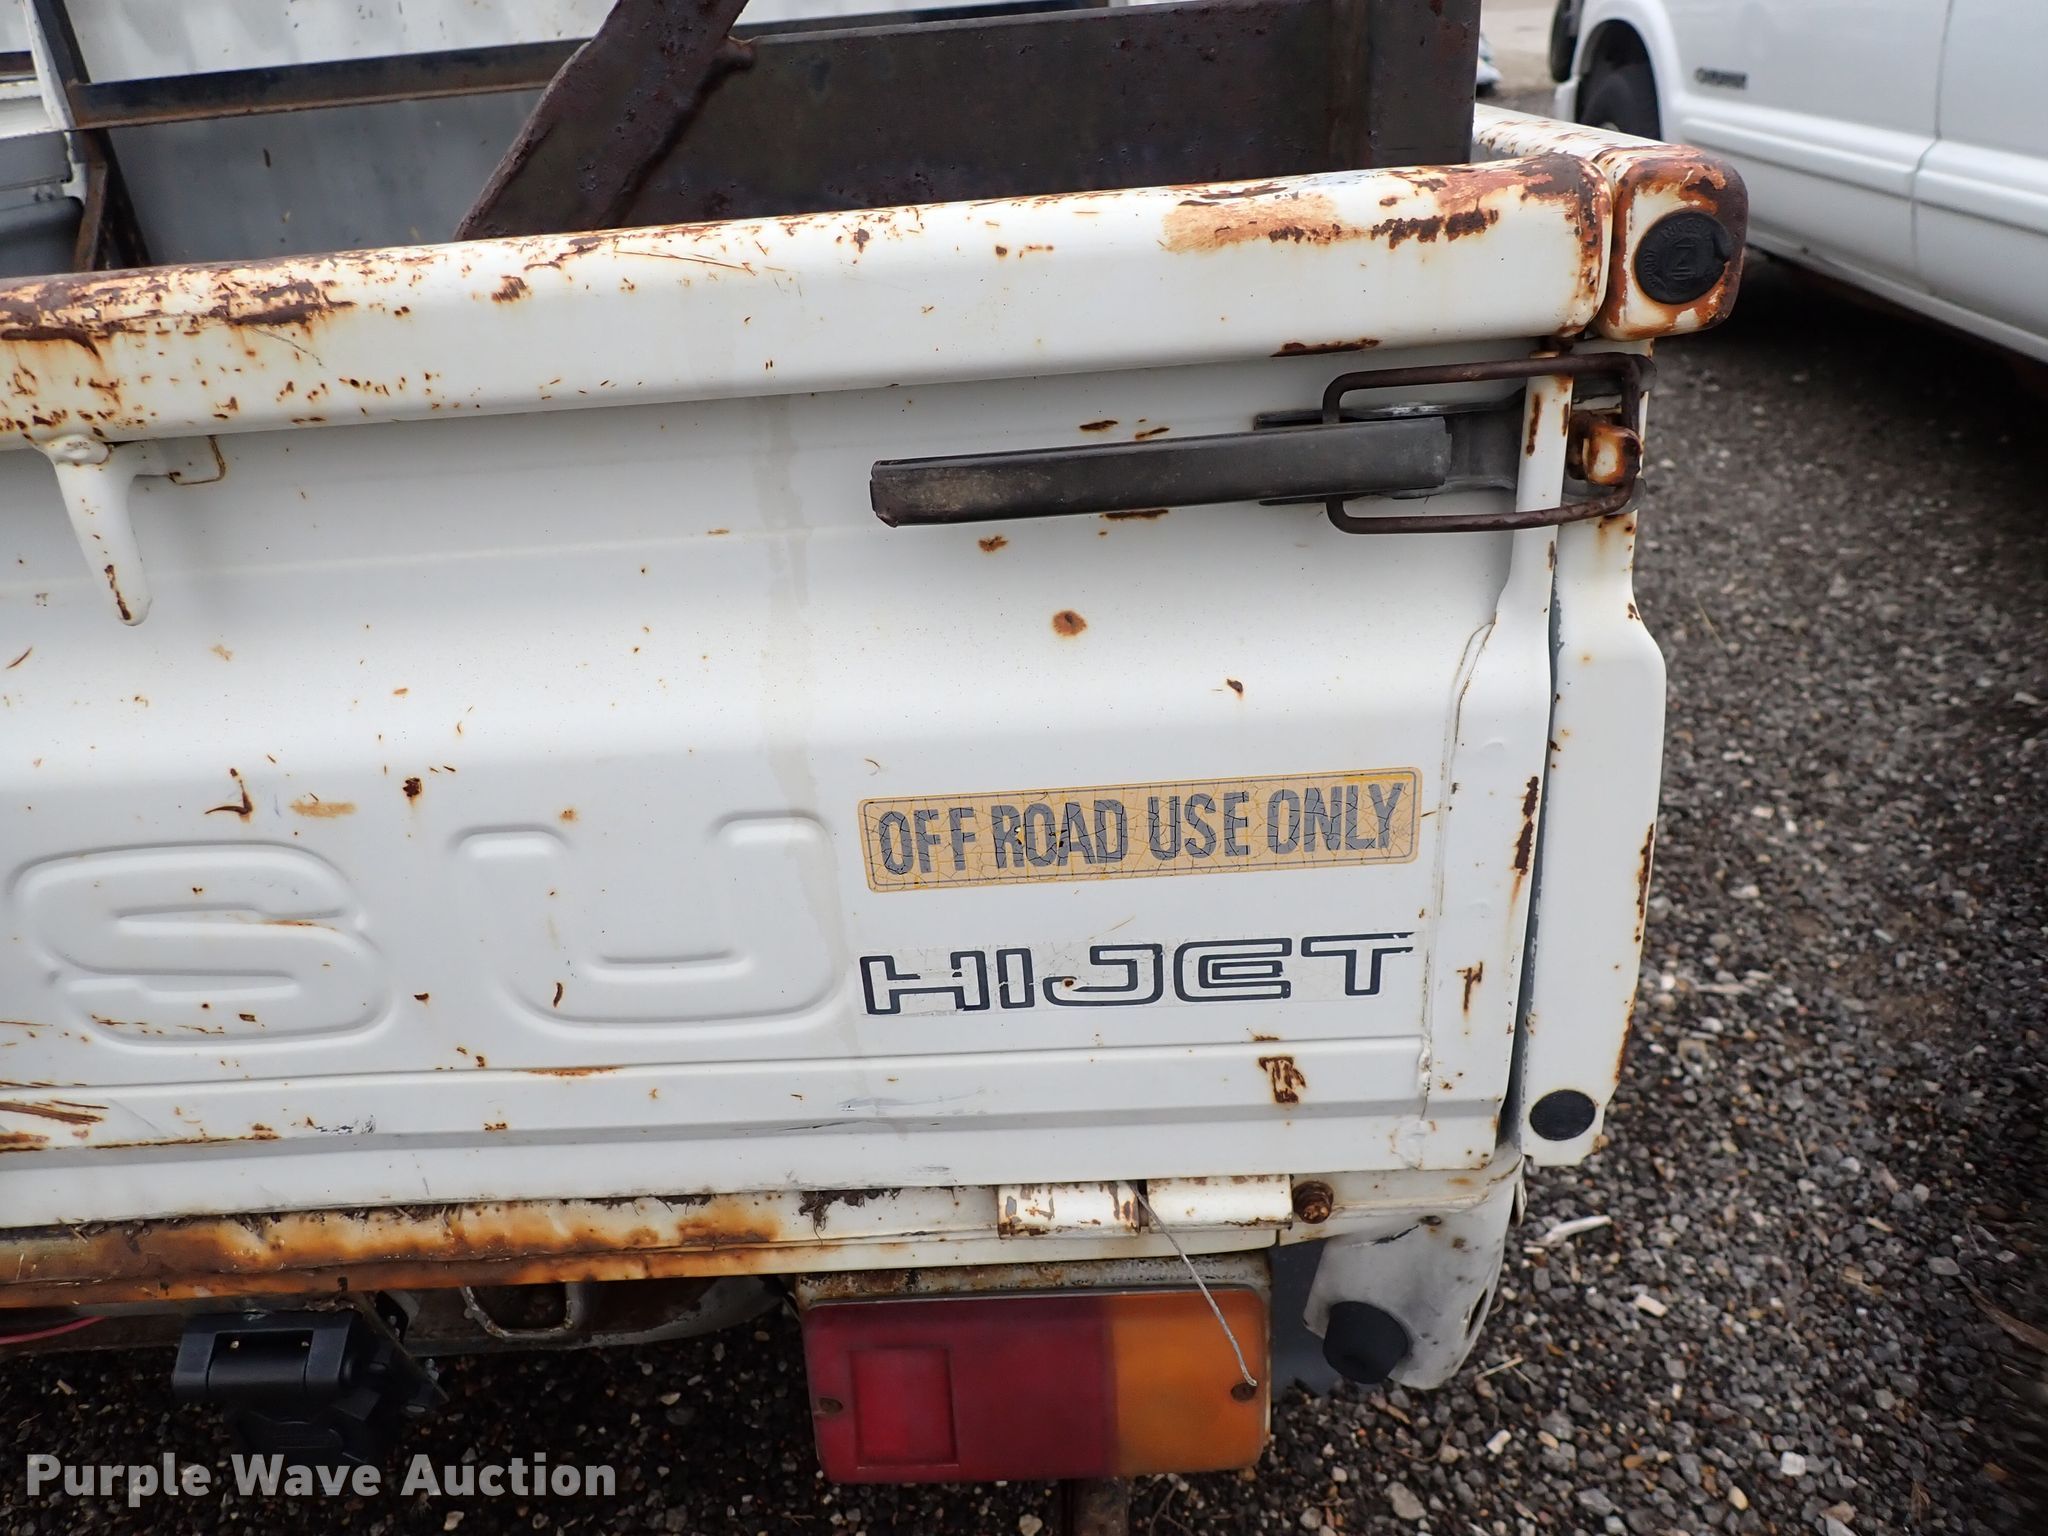 OFF ROAD USE ONLY
SU
HIJET
Purple Wave Auction